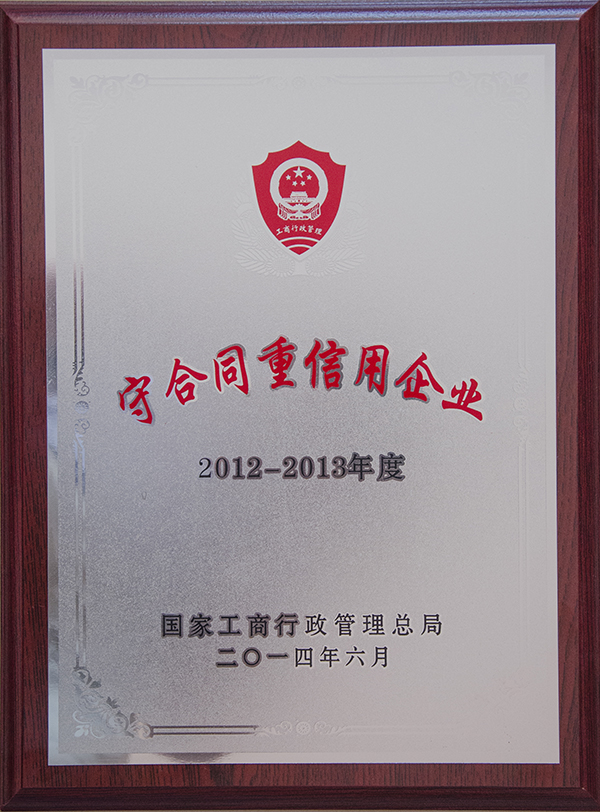 工商行政管理
守合同重信用企业
2012-2013年度
国家工商行政管理总局
二〇一四年六月